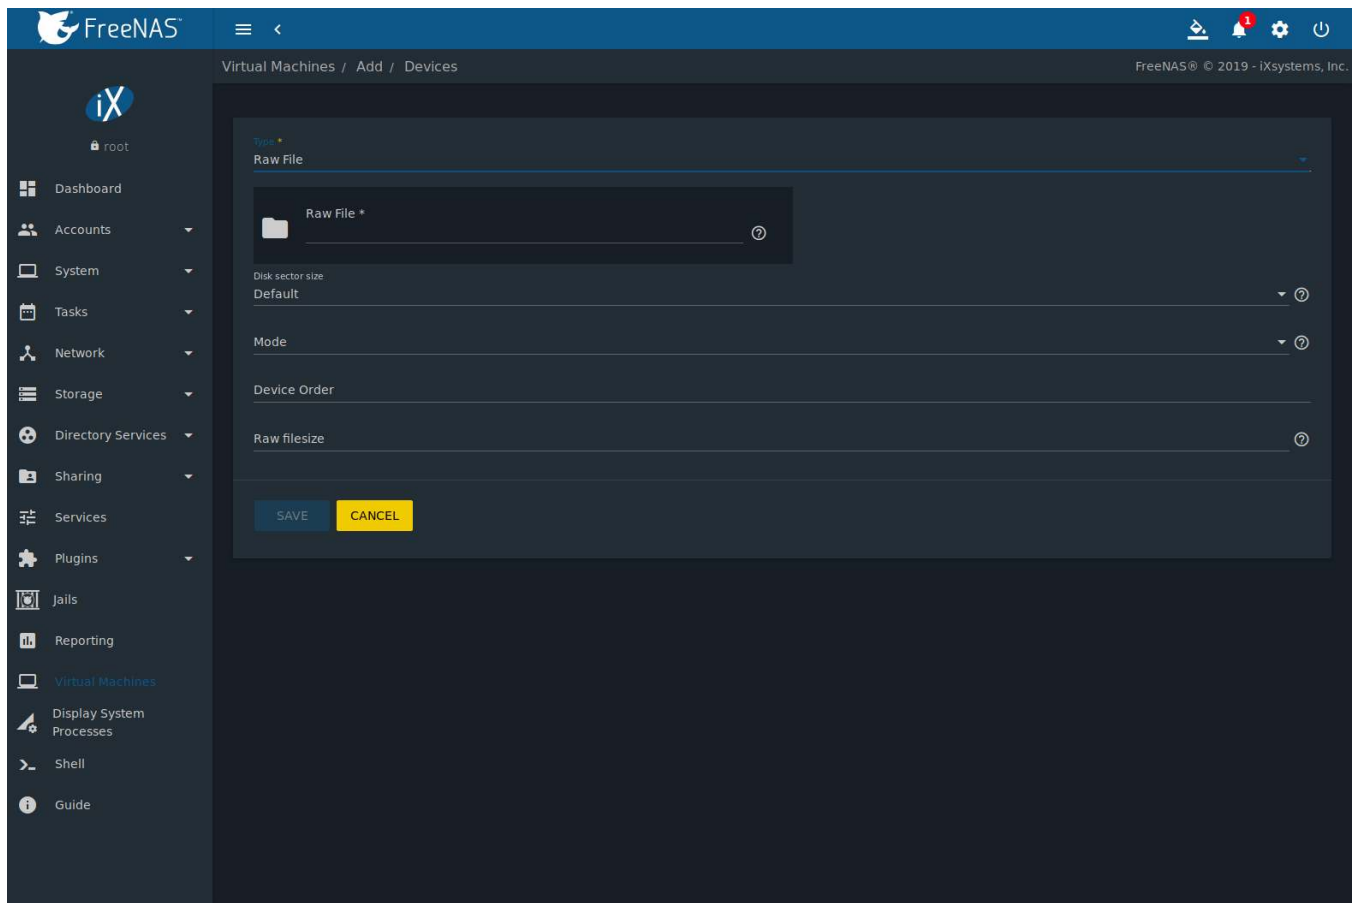 FreeNAS™
1
Virtual Machines / Add / Devices
FreeNAS® © 2019 - iXsystems, Inc.
iX
root
Dashboard
Accounts
System
Tasks
Network
Storage
Directory Services
Sharing
Services
Plugins
Jails
Reporting
Virtual Machines
Display System
Processes
Shell
Guide
Type *
Raw File
Raw File *
Disk sector size
Default
Mode
Device Order
Raw filesize
SAVE
CANCEL